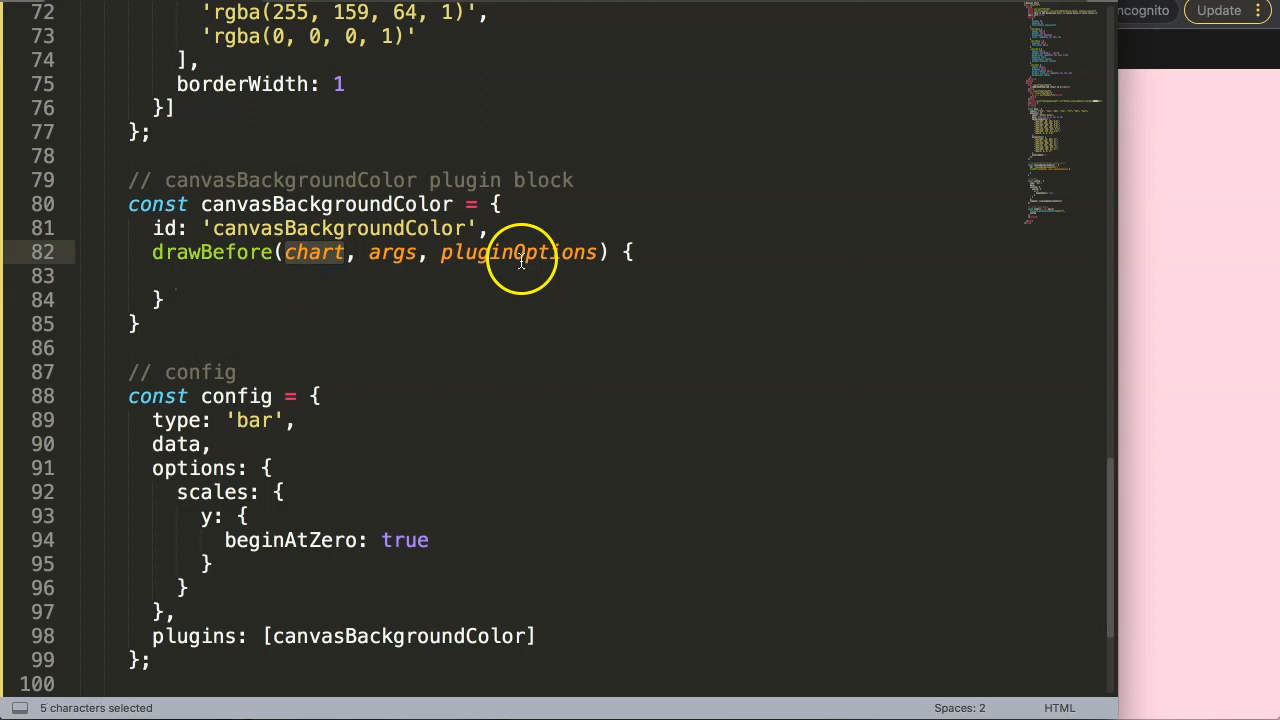 72 'rgba(255, 159, 64, 1)',
73 'rgba(0, 0, 0, 1)'
74 ],
75 borderWidth: 1
76 }]
77 };
78
79 // canvasBackgroundColor plugin block
80 const canvasBackgroundColor = {
81 id: 'canvasBackgroundColor',
82 drawBefore(chart, args, pluginOptions) {
83
84 }
85 }
86
87 // config
88 const config = {
89 type: 'bar',
90 data,
91 options: {
92 scales: {
93 y: {
94 beginAtZero: true
95 }
96 }
97 },
98 plugins: [canvasBackgroundColor]
99 };
100
ncognito Update
5 characters selected Spaces: 2 HTML